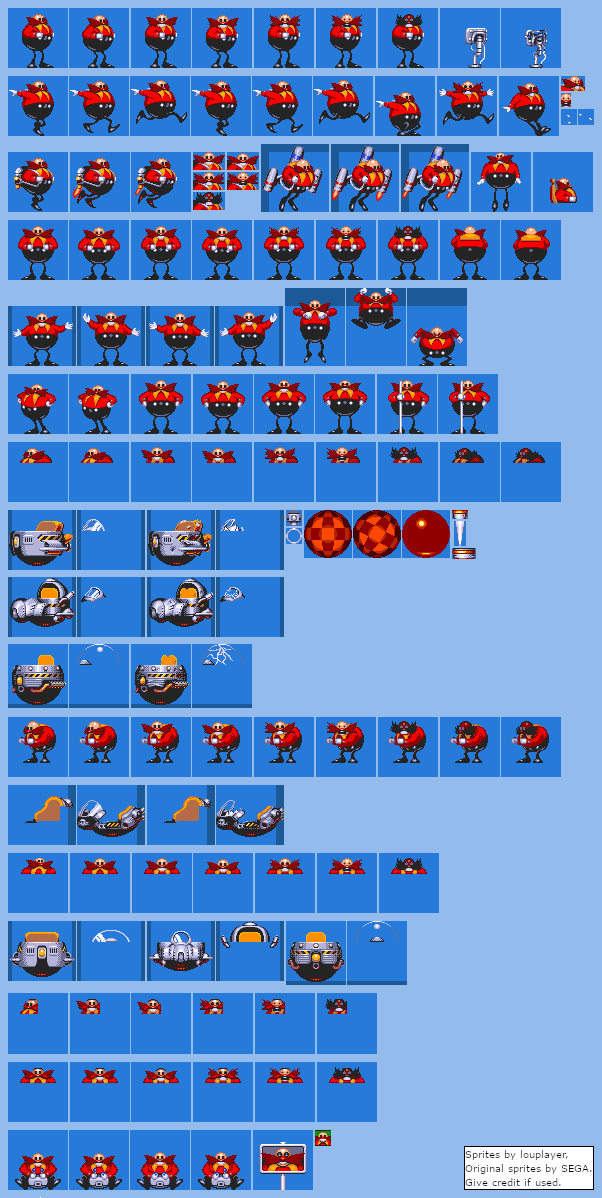 Sprites by louplayer,
Original sprites by SEGA.
Give credit if used.